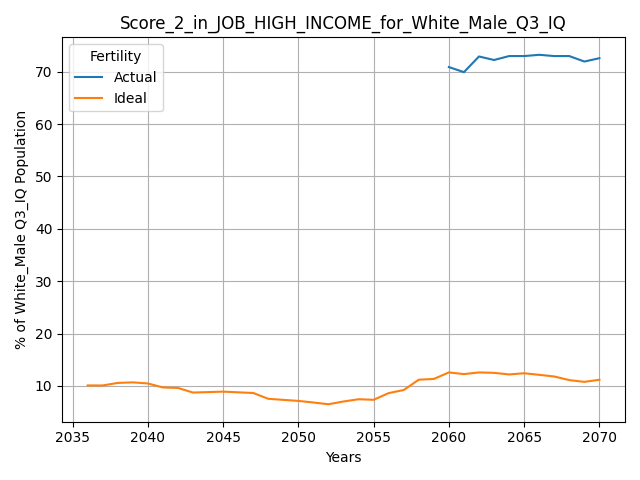 Score_2_in_JOB_HIGH_INCOME_for_White_Male_Q3_IQ
Fertility
Actual
Ideal
% of White_Male Q3_IQ Population
70
60
50
40
30
20
10
2035 2040 2045 2050 2055 2060 2065 2070
Years